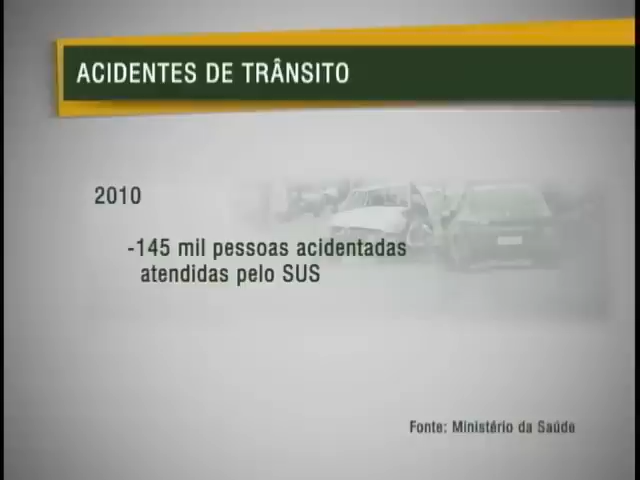 ACIDENTES DE TRÂNSITO
2010
-145 mil pessoas acidentadas
atendidas pelo SUS
Fonte: Ministério da Saúde